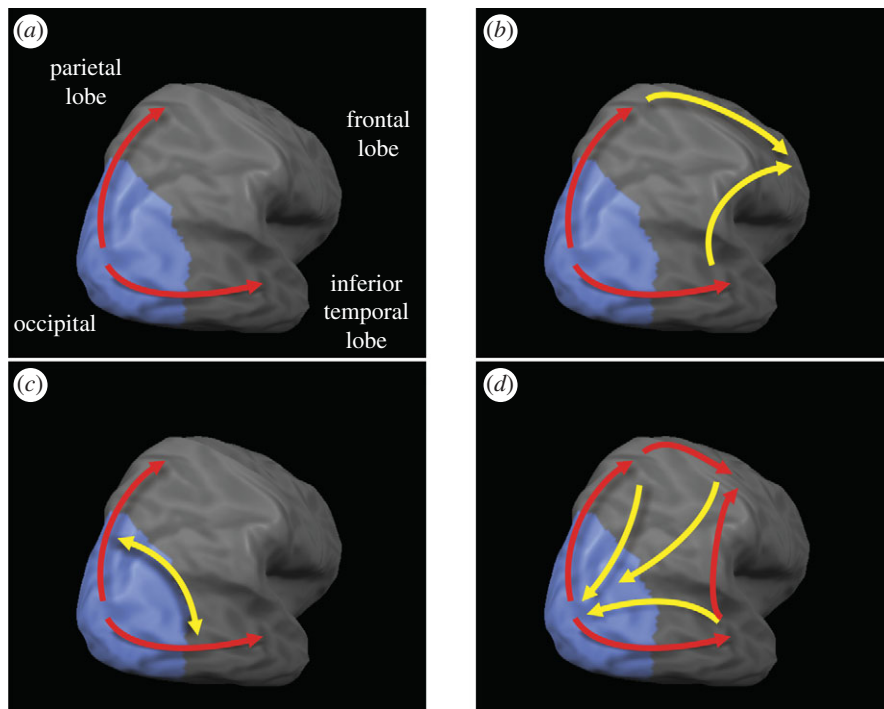 (a)
parietal
lobe
frontal
lobe
inferior
temporal
lobe
occipital
(b)
(c)
(d)